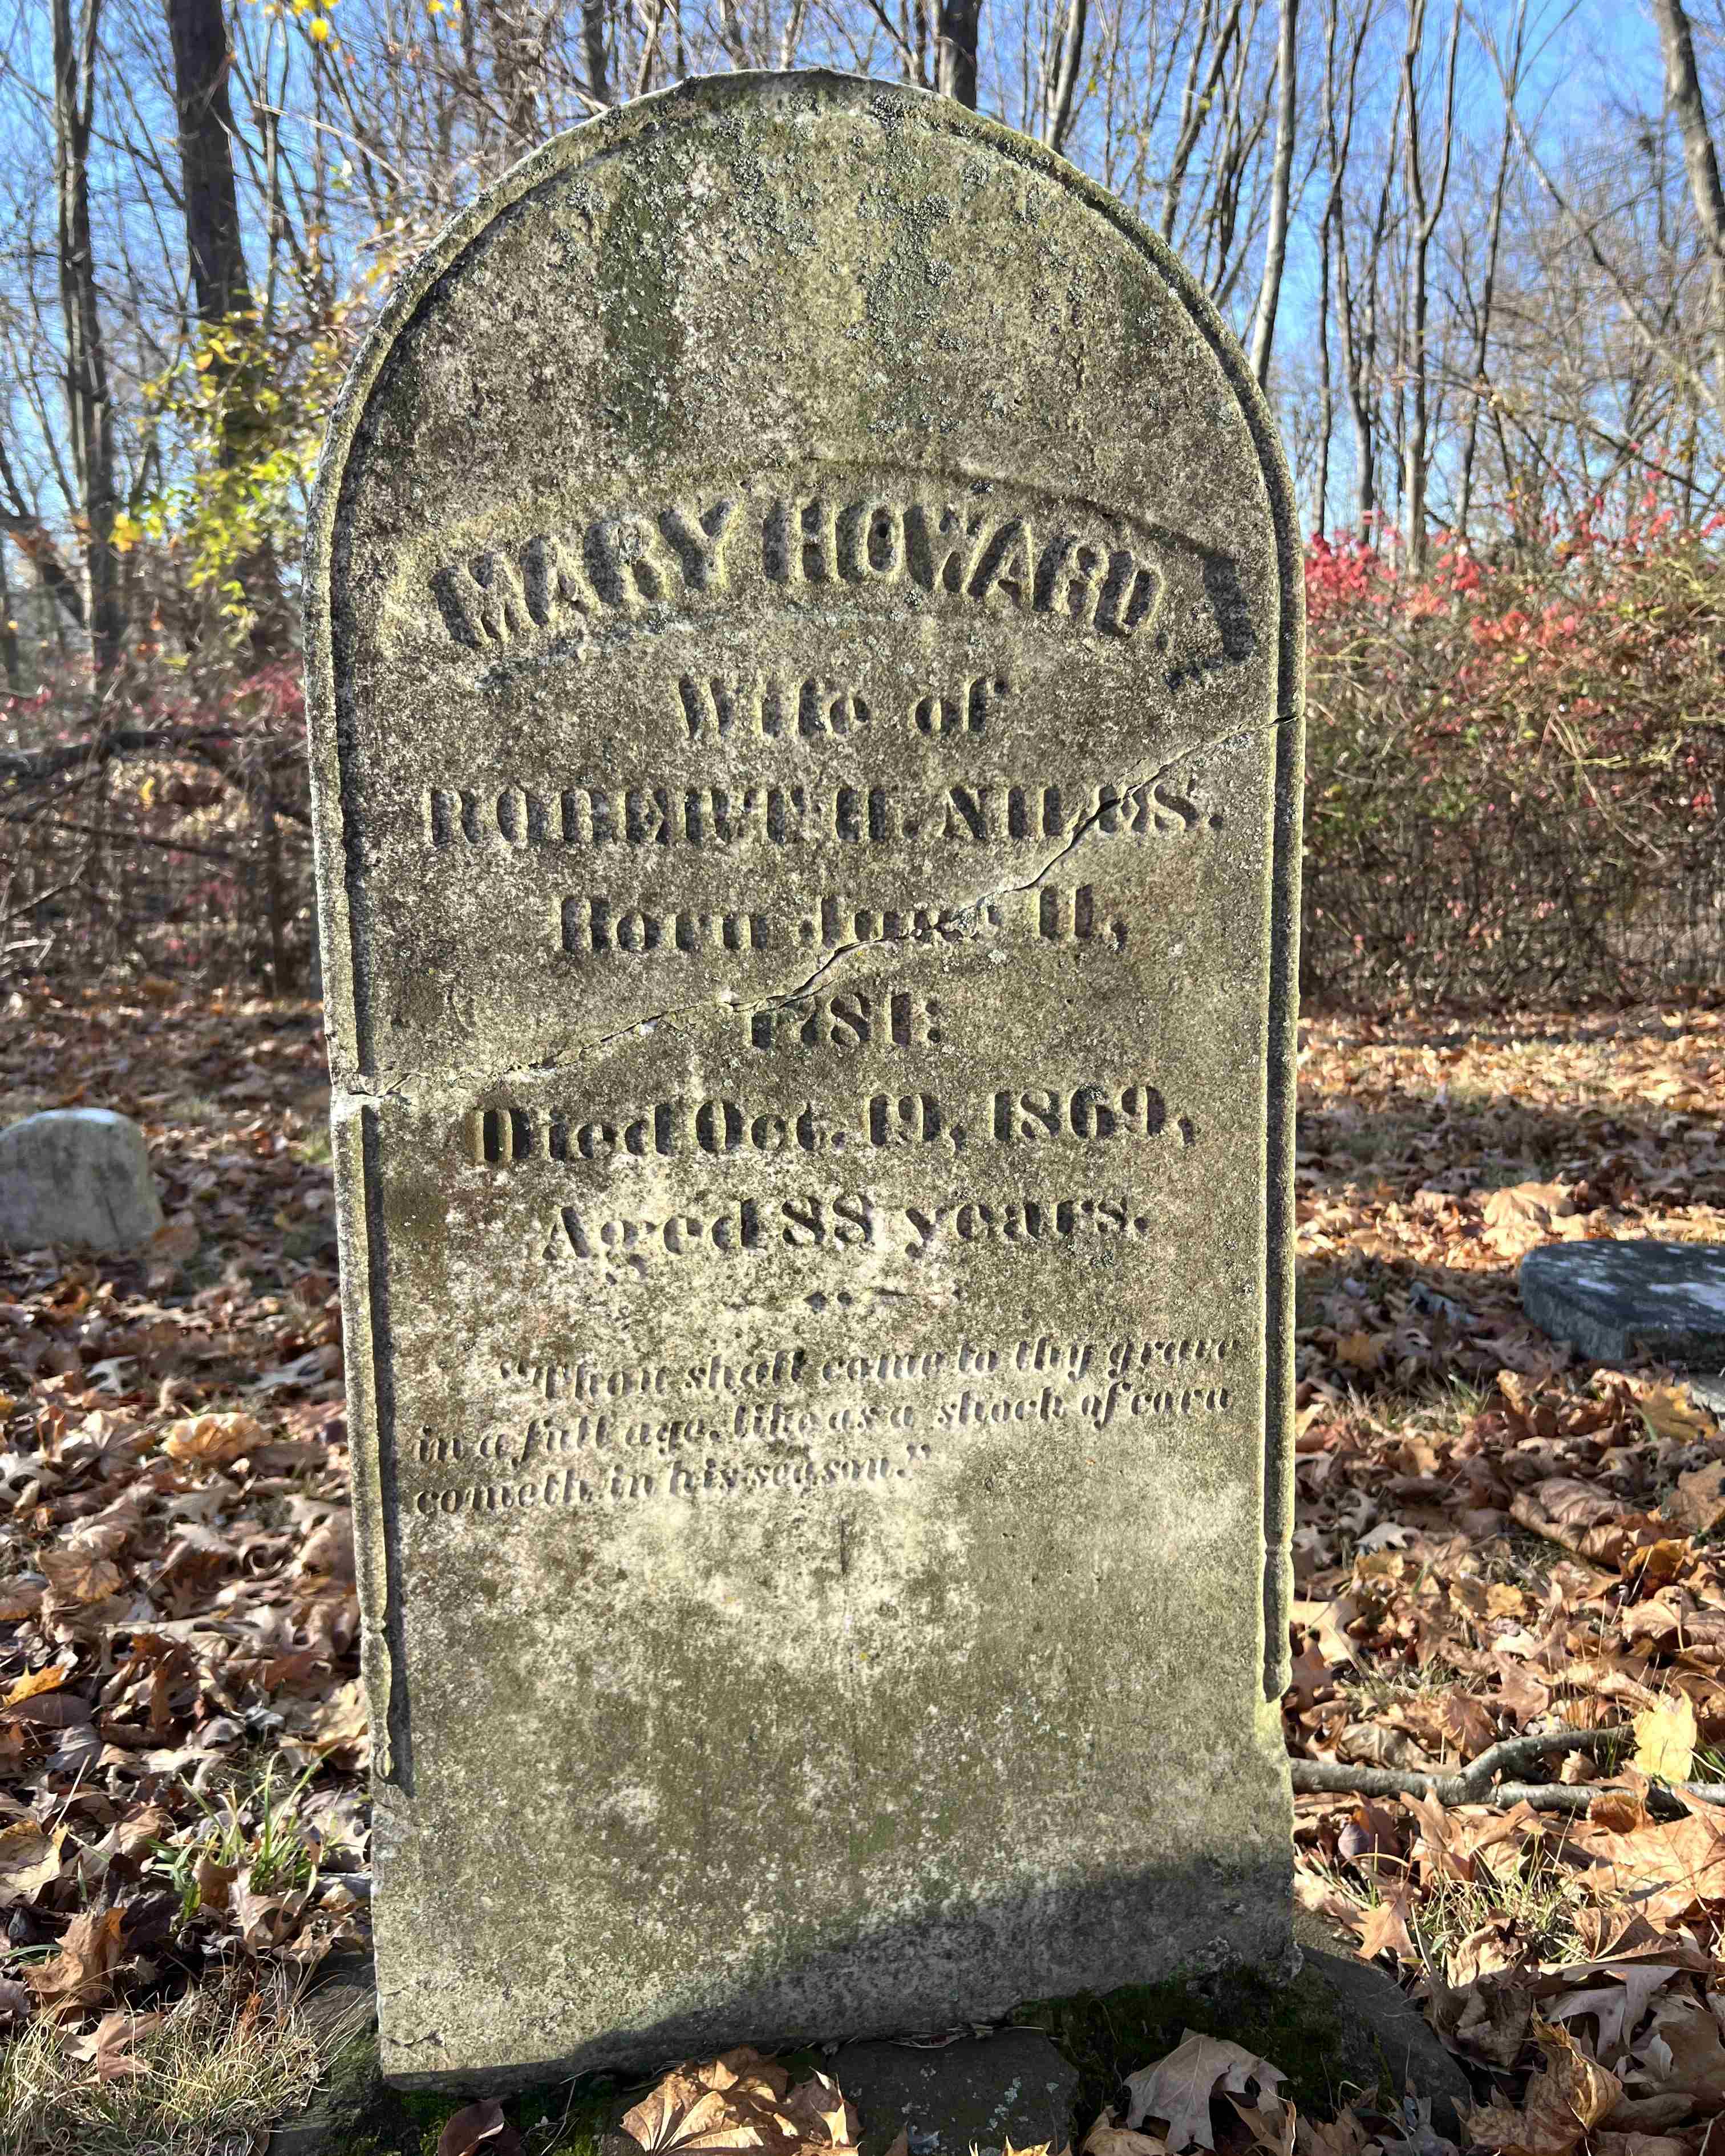 MARY HOWARD.
Wife of
ROBERT H. NIMS.
Born June 11,
1781:
Died Oct. 19, 1869,
Aged 88 years.
"Thou shalt come to thy grave
in a full age, like as a shock of corn
cometh in his season."